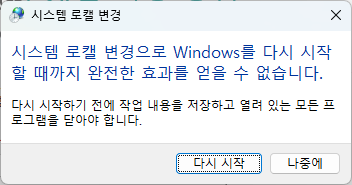 시스템 로캘 변경
시스템 로캘 변경으로 Windows를 다시 시작
할 때까지 완전한 효과를 얻을 수 없습니다.
다시 시작하기 전에 작업 내용을 저장하고 열려 있는 모든 프
로그램을 닫아야 합니다.
다시 시작
나중에